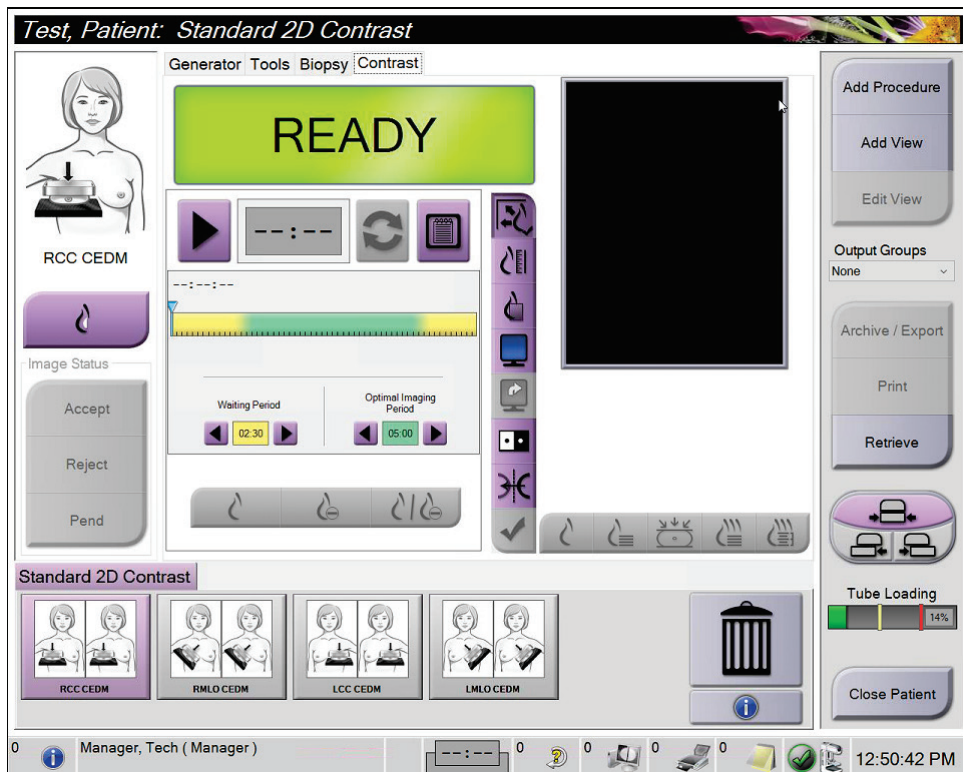 Test, Patient: Standard 2D Contrast
Generator Tools Biopsy Contrast
READY
--:--
--:--:--
Waiting Period
02:30
Optimal Imaging
Period
05:00
RCC CEDM
Image Status
Accept
Reject
Pend
Add Procedure
Add View
Edit View
Output Groups
None
Archive / Export
Print
Retrieve
Tube Loading
14%
Close Patient
Standard 2D Contrast
RCC CEDM
RMLO CEDM
LCC CEDM
LMLO CEDM
0 Manager, Tech ( Manager ) --:-- 0 0 0 0 12:50:42 PM